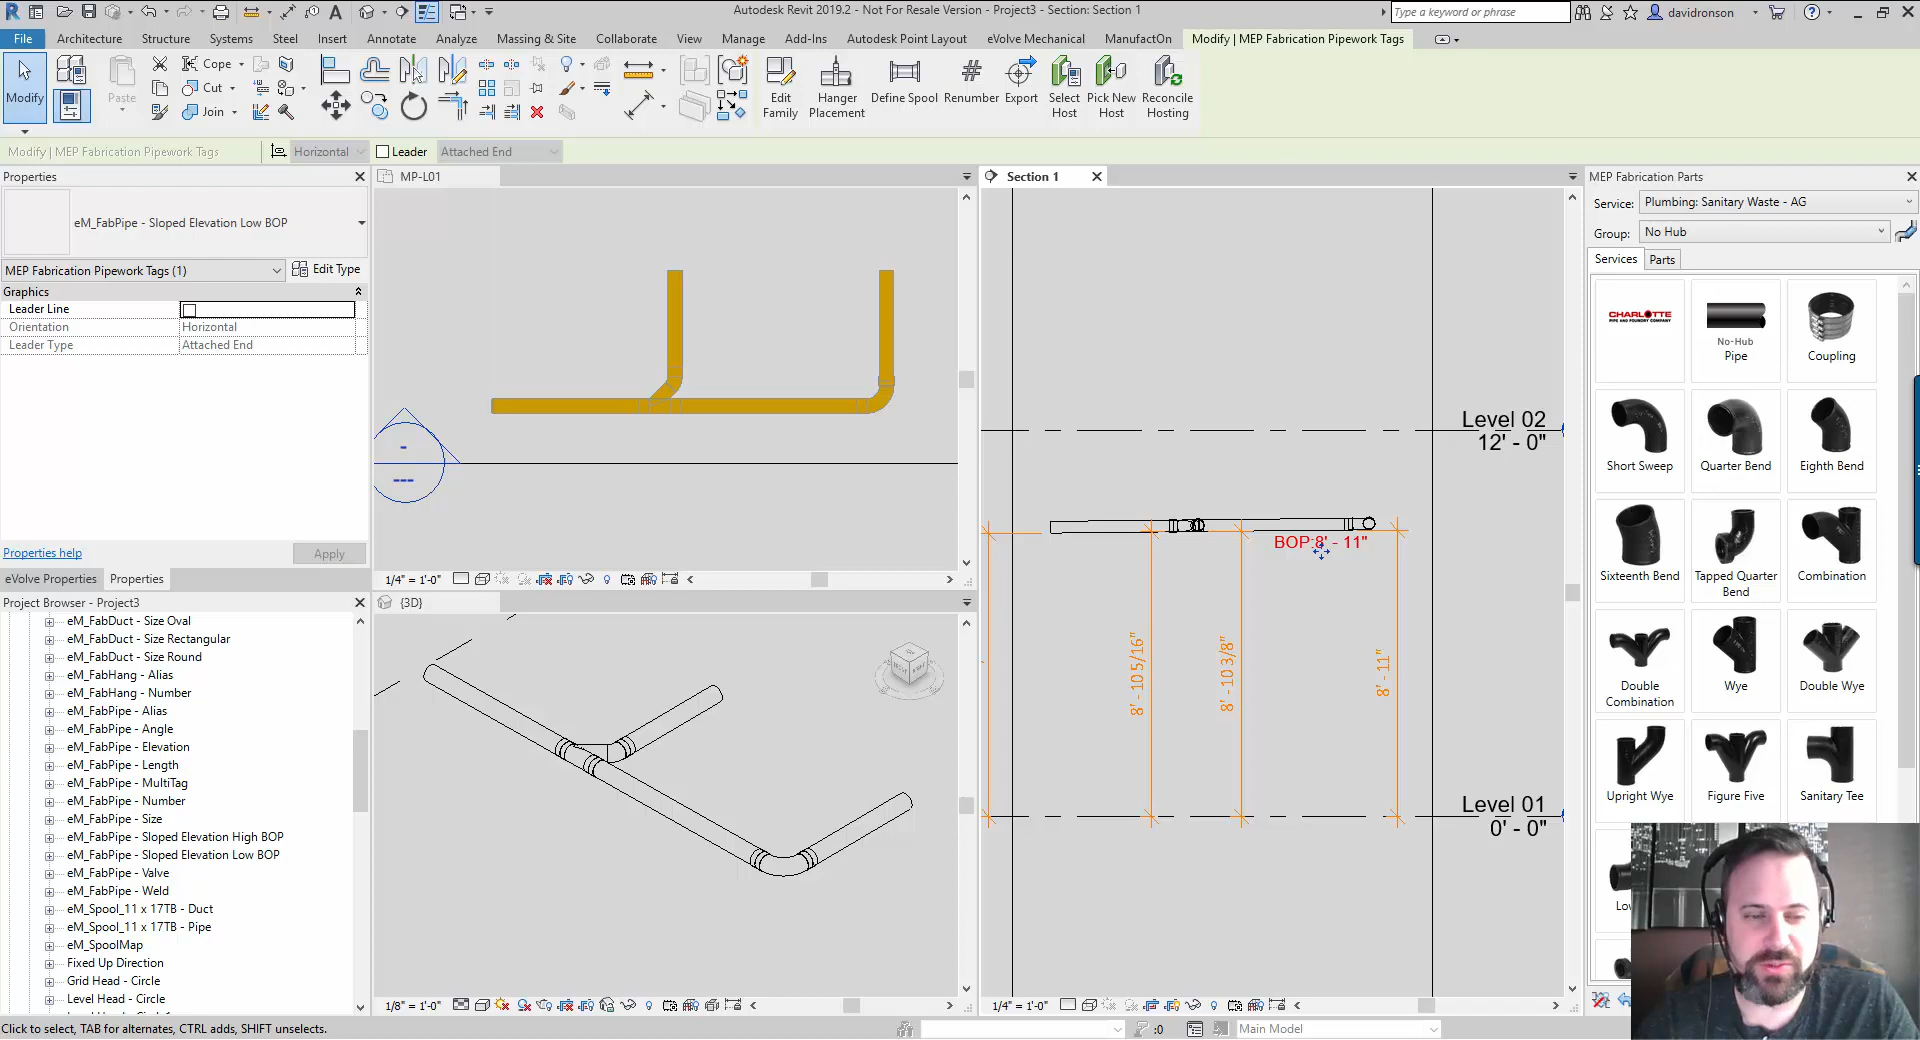 Autodesk Revit 2019.2 - Not For Resale Version - Project3 - Section: Section 1
Type a keyword or phrase
davidronson
File
Architecture
Structure
Systems
Steel
Insert
Annotate
Analyze
Massing & Site
Collaborate
View
Manage
Add-Ins
Autodesk Point Layout
eVolve Mechanical
ManufactOn
Modify | MEP Fabrication Pipework Tags
Modify
Paste
Cope
Cut
Join
Edit
Family
Hanger
Placement
Define Spool
Renumber
Export
Select
Host
Pick New
Host
Reconcile
Hosting
Modify | MEP Fabrication Pipework Tags
Horizontal
Leader
Attached End
Properties
eM_FabPipe - Sloped Elevation Low BOP
MEP Fabrication Pipework Tags (1)
Edit Type
Graphics
Leader Line
Orientation
Horizontal
Leader Type
Attached End
Properties help
Apply
eVolve Properties
Properties
Project Browser - Project3
eM_FabDuct - Size Oval
eM_FabDuct - Size Rectangular
eM_FabDuct - Size Round
eM_FabHang - Alias
eM_FabHang - Number
eM_FabPipe - Alias
eM_FabPipe - Angle
eM_FabPipe - Elevation
eM_FabPipe - Length
eM_FabPipe - MultiTag
eM_FabPipe - Number
eM_FabPipe - Size
eM_FabPipe - Sloped Elevation High BOP
eM_FabPipe - Sloped Elevation Low BOP
eM_FabPipe - Valve
eM_FabPipe - Weld
eM_Spool_11 x 17TB - Duct
eM_Spool_11 x 17TB - Pipe
eM_SpoolMap
Fixed Up Direction
Grid Head - Circle
Level Head - Circle
MP-L01
-
---
1/4" = 1'-0"
{3D}
1/8" = 1'-0"
Section 1
Level 02
12' - 0"
BOP:8' - 11"
8' - 10 5/16"
8' - 10 3/8"
8' - 11"
Level 01
0' - 0"
1/4" = 1'-0"
MEP Fabrication Parts
Service:
Plumbing: Sanitary Waste - AG
Group:
No Hub
Services
Parts
CHARLOTTE
PIPE AND FOUNDRY COMPANY
No-Hub
Pipe
Coupling
Short Sweep
Quarter Bend
Eighth Bend
Sixteenth Bend
Tapped Quarter
Bend
Combination
Double
Combination
Wye
Double Wye
Upright Wye
Figure Five
Sanitary Tee
Click to select, TAB for alternates, CTRL adds, SHIFT unselects.
:0
Main Model